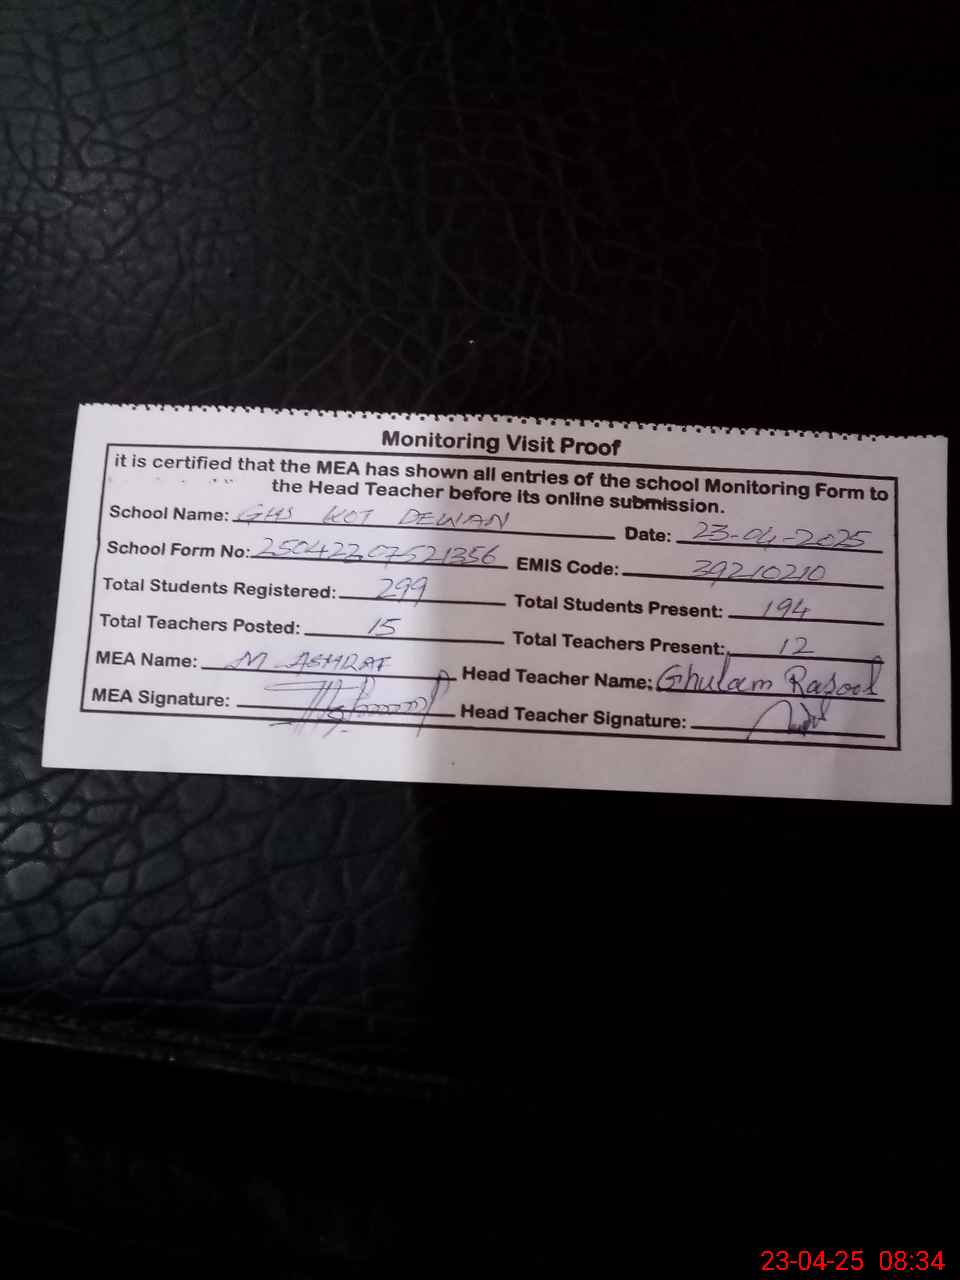 Monitoring Visit Proof
it is certified that the MEA has shown all entries of the school Monitoring Form to
the Head Teacher before its online submission.
School Name: GHS KOT DEWAN Date: 23-04-2025
School Form No: 25042207521356 EMIS Code: 39210210
Total Students Registered: 299 Total Students Present: 194
Total Teachers Posted: 15 Total Teachers Present: 12
MEA Name: M ASHRAF Head Teacher Name: Ghulam Rasool
MEA Signature: Head Teacher Signature:
23-04-25 08:34